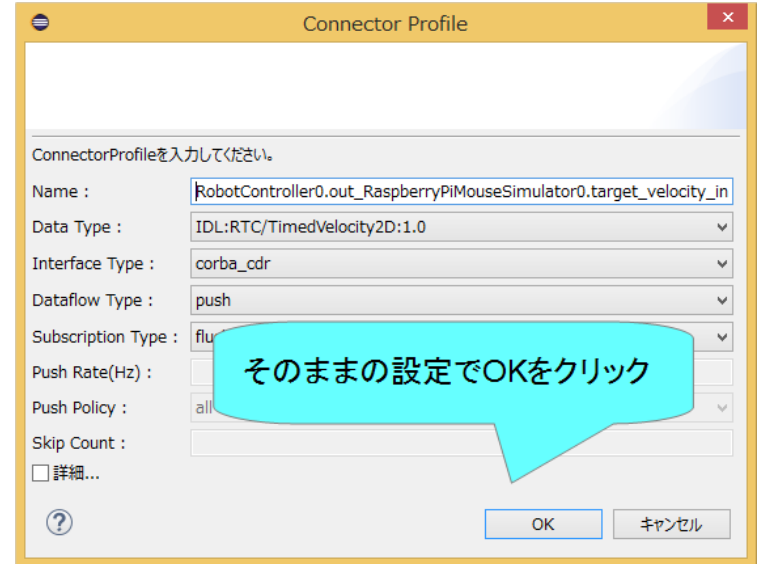 Connector Profile
ConnectorProfileを入力してください。
Name : RobotController0.out_RaspberryPiMouseSimulator0.target_velocity_in
Data Type : IDL:RTC/TimedVelocity2D:1.0
Interface Type : corba_cdr
Dataflow Type : push
Subscription Type :
そのままの設定でOKをクリック
Push Rate(Hz) :
Push Policy : all
Skip Count :
詳細...
OK キャンセル